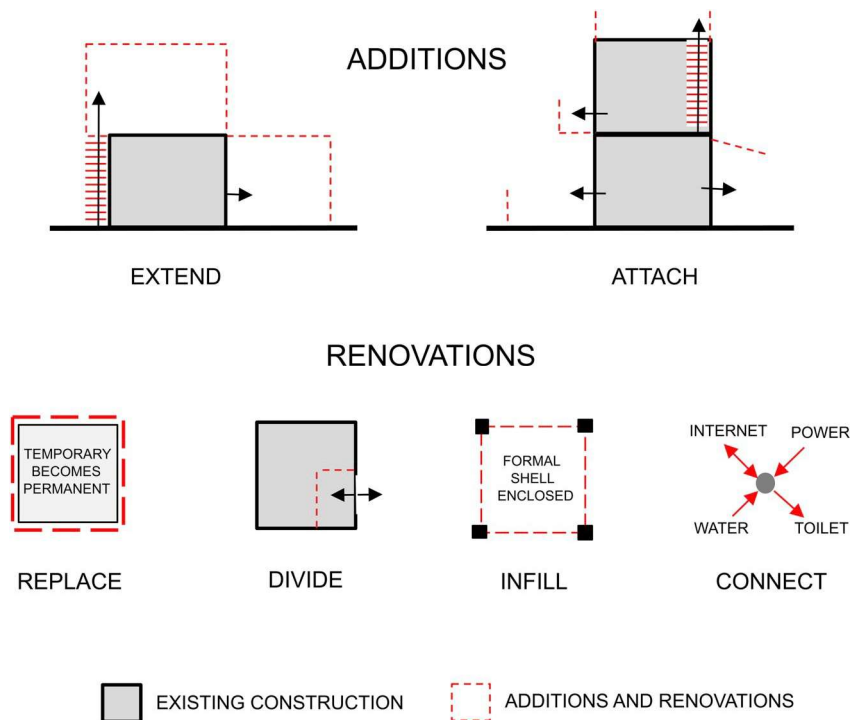 ADDITIONS
EXTEND
ATTACH
RENOVATIONS
TEMPORARY
BECOMES
PERMANENT
REPLACE
DIVIDE
FORMAL
SHELL
ENCLOSED
INFILL
INTERNET
POWER
WATER
TOILET
CONNECT
EXISTING CONSTRUCTION
ADDITIONS AND RENOVATIONS